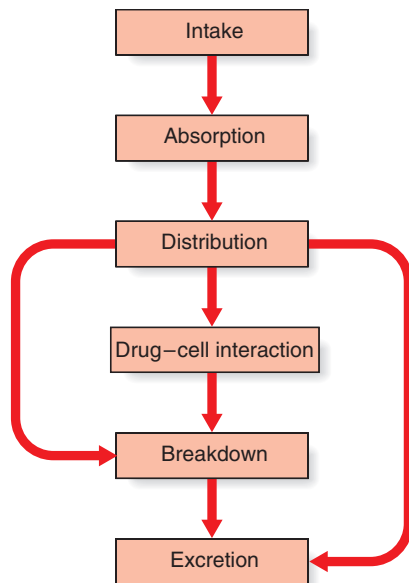 Intake
Absorption
Distribution
Drug–cell interaction
Breakdown
Excretion